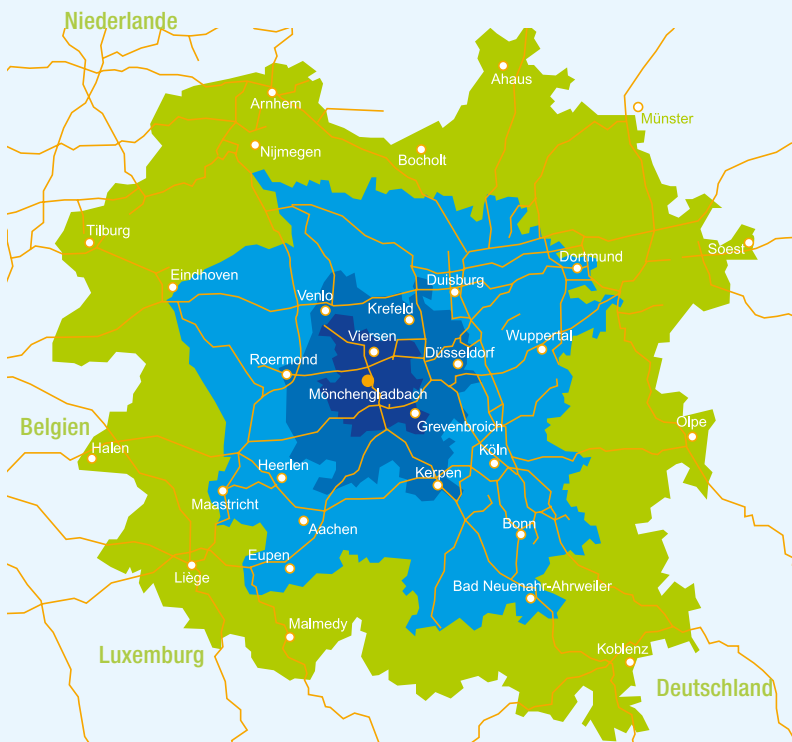 Niederlande
Ahaus
Arnhem
Münster
Nijmegen
Bocholt
Tilburg
Soest
Dortmund
Eindhoven
Duisburg
Venlo
Krefeld
Viersen
Wuppertal
Roermond
Düsseldorf
Mönchengladbach
Belgien
Grevenbroich
Olpe
Halen
Köln
Heerlen
Kerpen
Maastricht
Aachen
Bonn
Eupen
Liège
Bad Neuenahr-Ahrweiler
Malmedy
Luxemburg
Koblenz
Deutschland